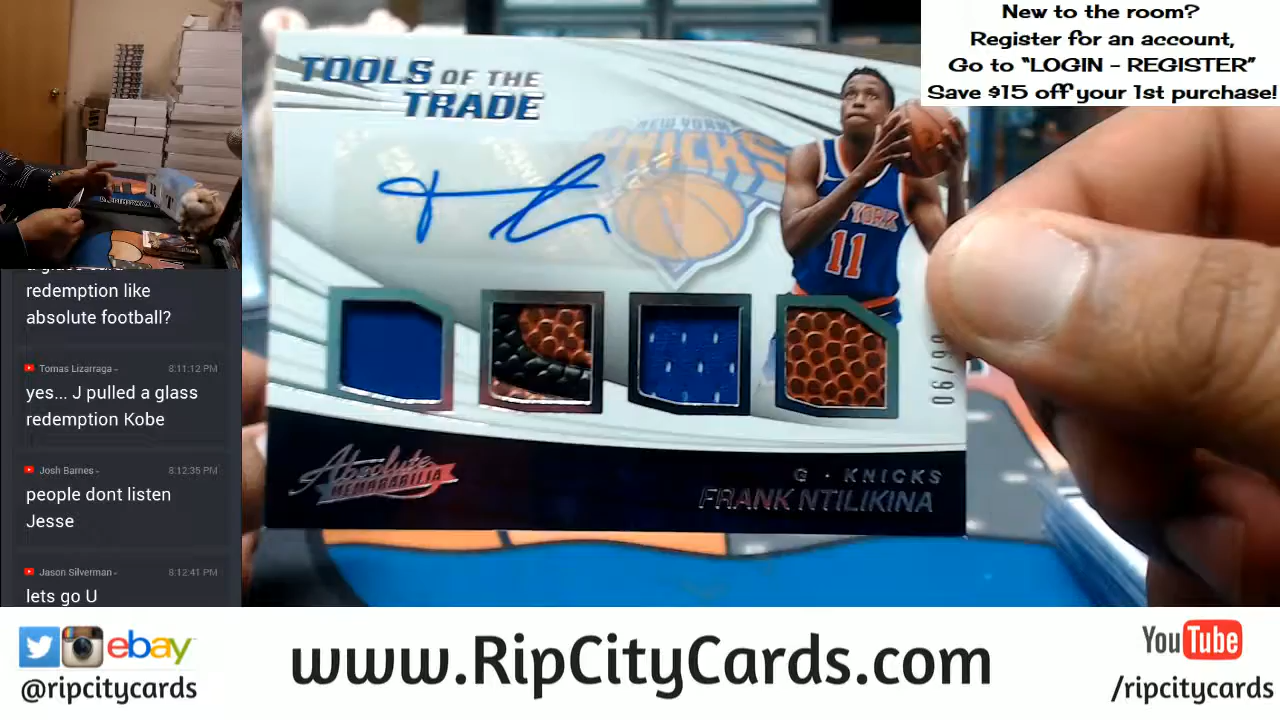 New to the room?
Register for an account,
Go to "LOGIN - REGISTER"
Save $15 off your 1st purchase!
TOOLS OF THE
TRADE
NEW YORK
KNICKS
YORK
11
06/99
Absolute
MEMORABILIA
G • KNICKS
FRANK NTILIKINA
redemption like
absolute football?
Tomas Lizarraga
8:11:12 PM
yes... J pulled a glass
redemption Kobe
Josh Barnes
8:12:35 PM
people dont listen
Jesse
Jason Silverman
8:12:41 PM
lets go U
ebay
@ripcitycards
www.RipCityCards.com
YouTube
/ripcitycards